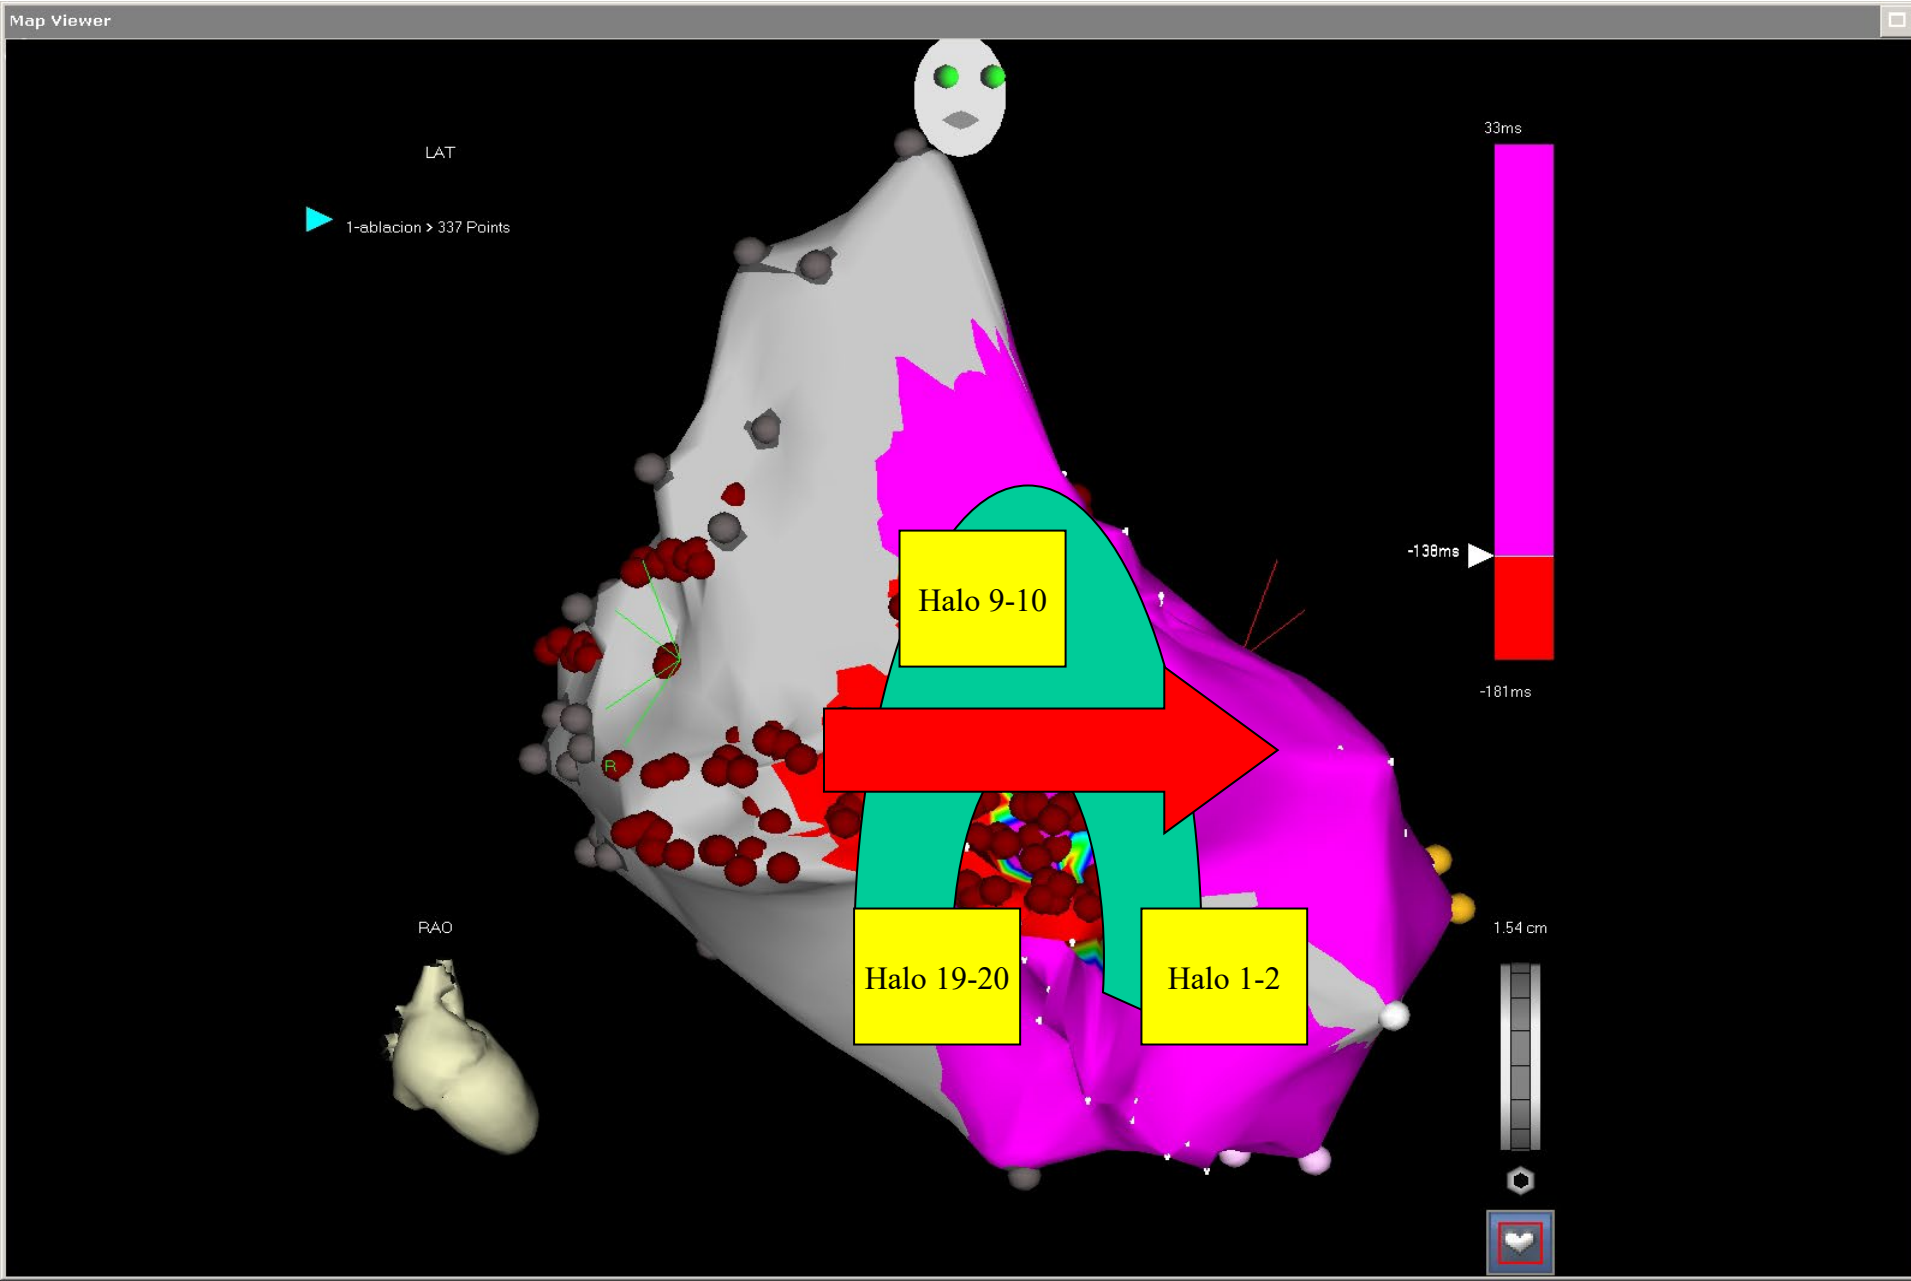 Map Viewer
LAT
1-ablacion > 337 Points
33ms
-138ms
-181ms
Halo 9-10
R
RAO
1.54 cm
Halo 19-20
Halo 1-2